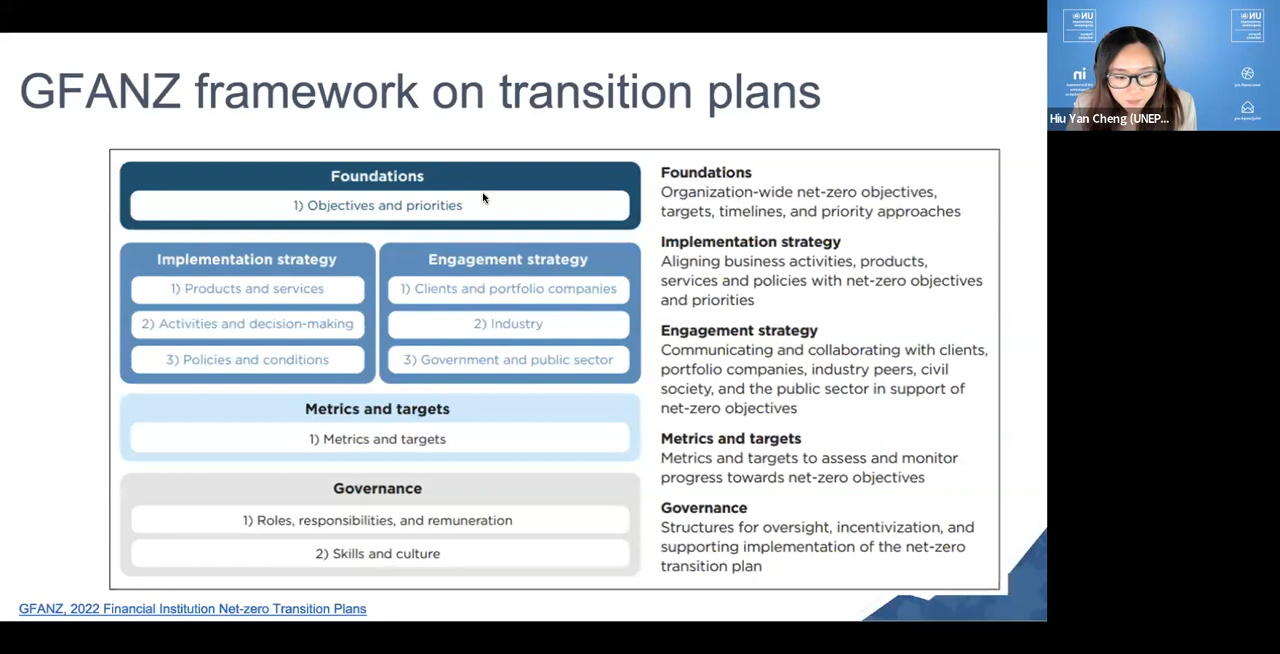 GFANZ framework on transition plans
Foundations
1) Objectives and priorities
Implementation strategy
1) Products and services
2) Activities and decision-making
3) Policies and conditions
Engagement strategy
1) Clients and portfolio companies
2) Industry
3) Government and public sector
Metrics and targets
1) Metrics and targets
Governance
1) Roles, responsibilities, and remuneration
2) Skills and culture
Foundations
Organization-wide net-zero objectives,
targets, timelines, and priority approaches
Implementation strategy
Aligning business activities, products,
services and policies with net-zero objectives
and priorities
Engagement strategy
Communicating and collaborating with clients,
portfolio companies, industry peers, civil
society, and the public sector in support of
net-zero objectives
Metrics and targets
Metrics and targets to assess and monitor
progress towards net-zero objectives
Governance
Structures for oversight, incentivization, and
supporting implementation of the net-zero
transition plan
GFANZ, 2022 Financial Institution Net-zero Transition Plans
UN
UN
in
Hiu Yan Cheng (UNEP...